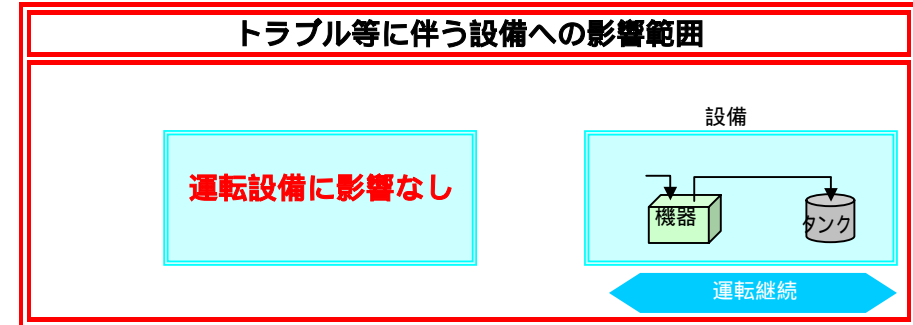 トラブル等に伴う設備への影響範囲
設備
運転設備に影響なし
機器
タンク
運転継続